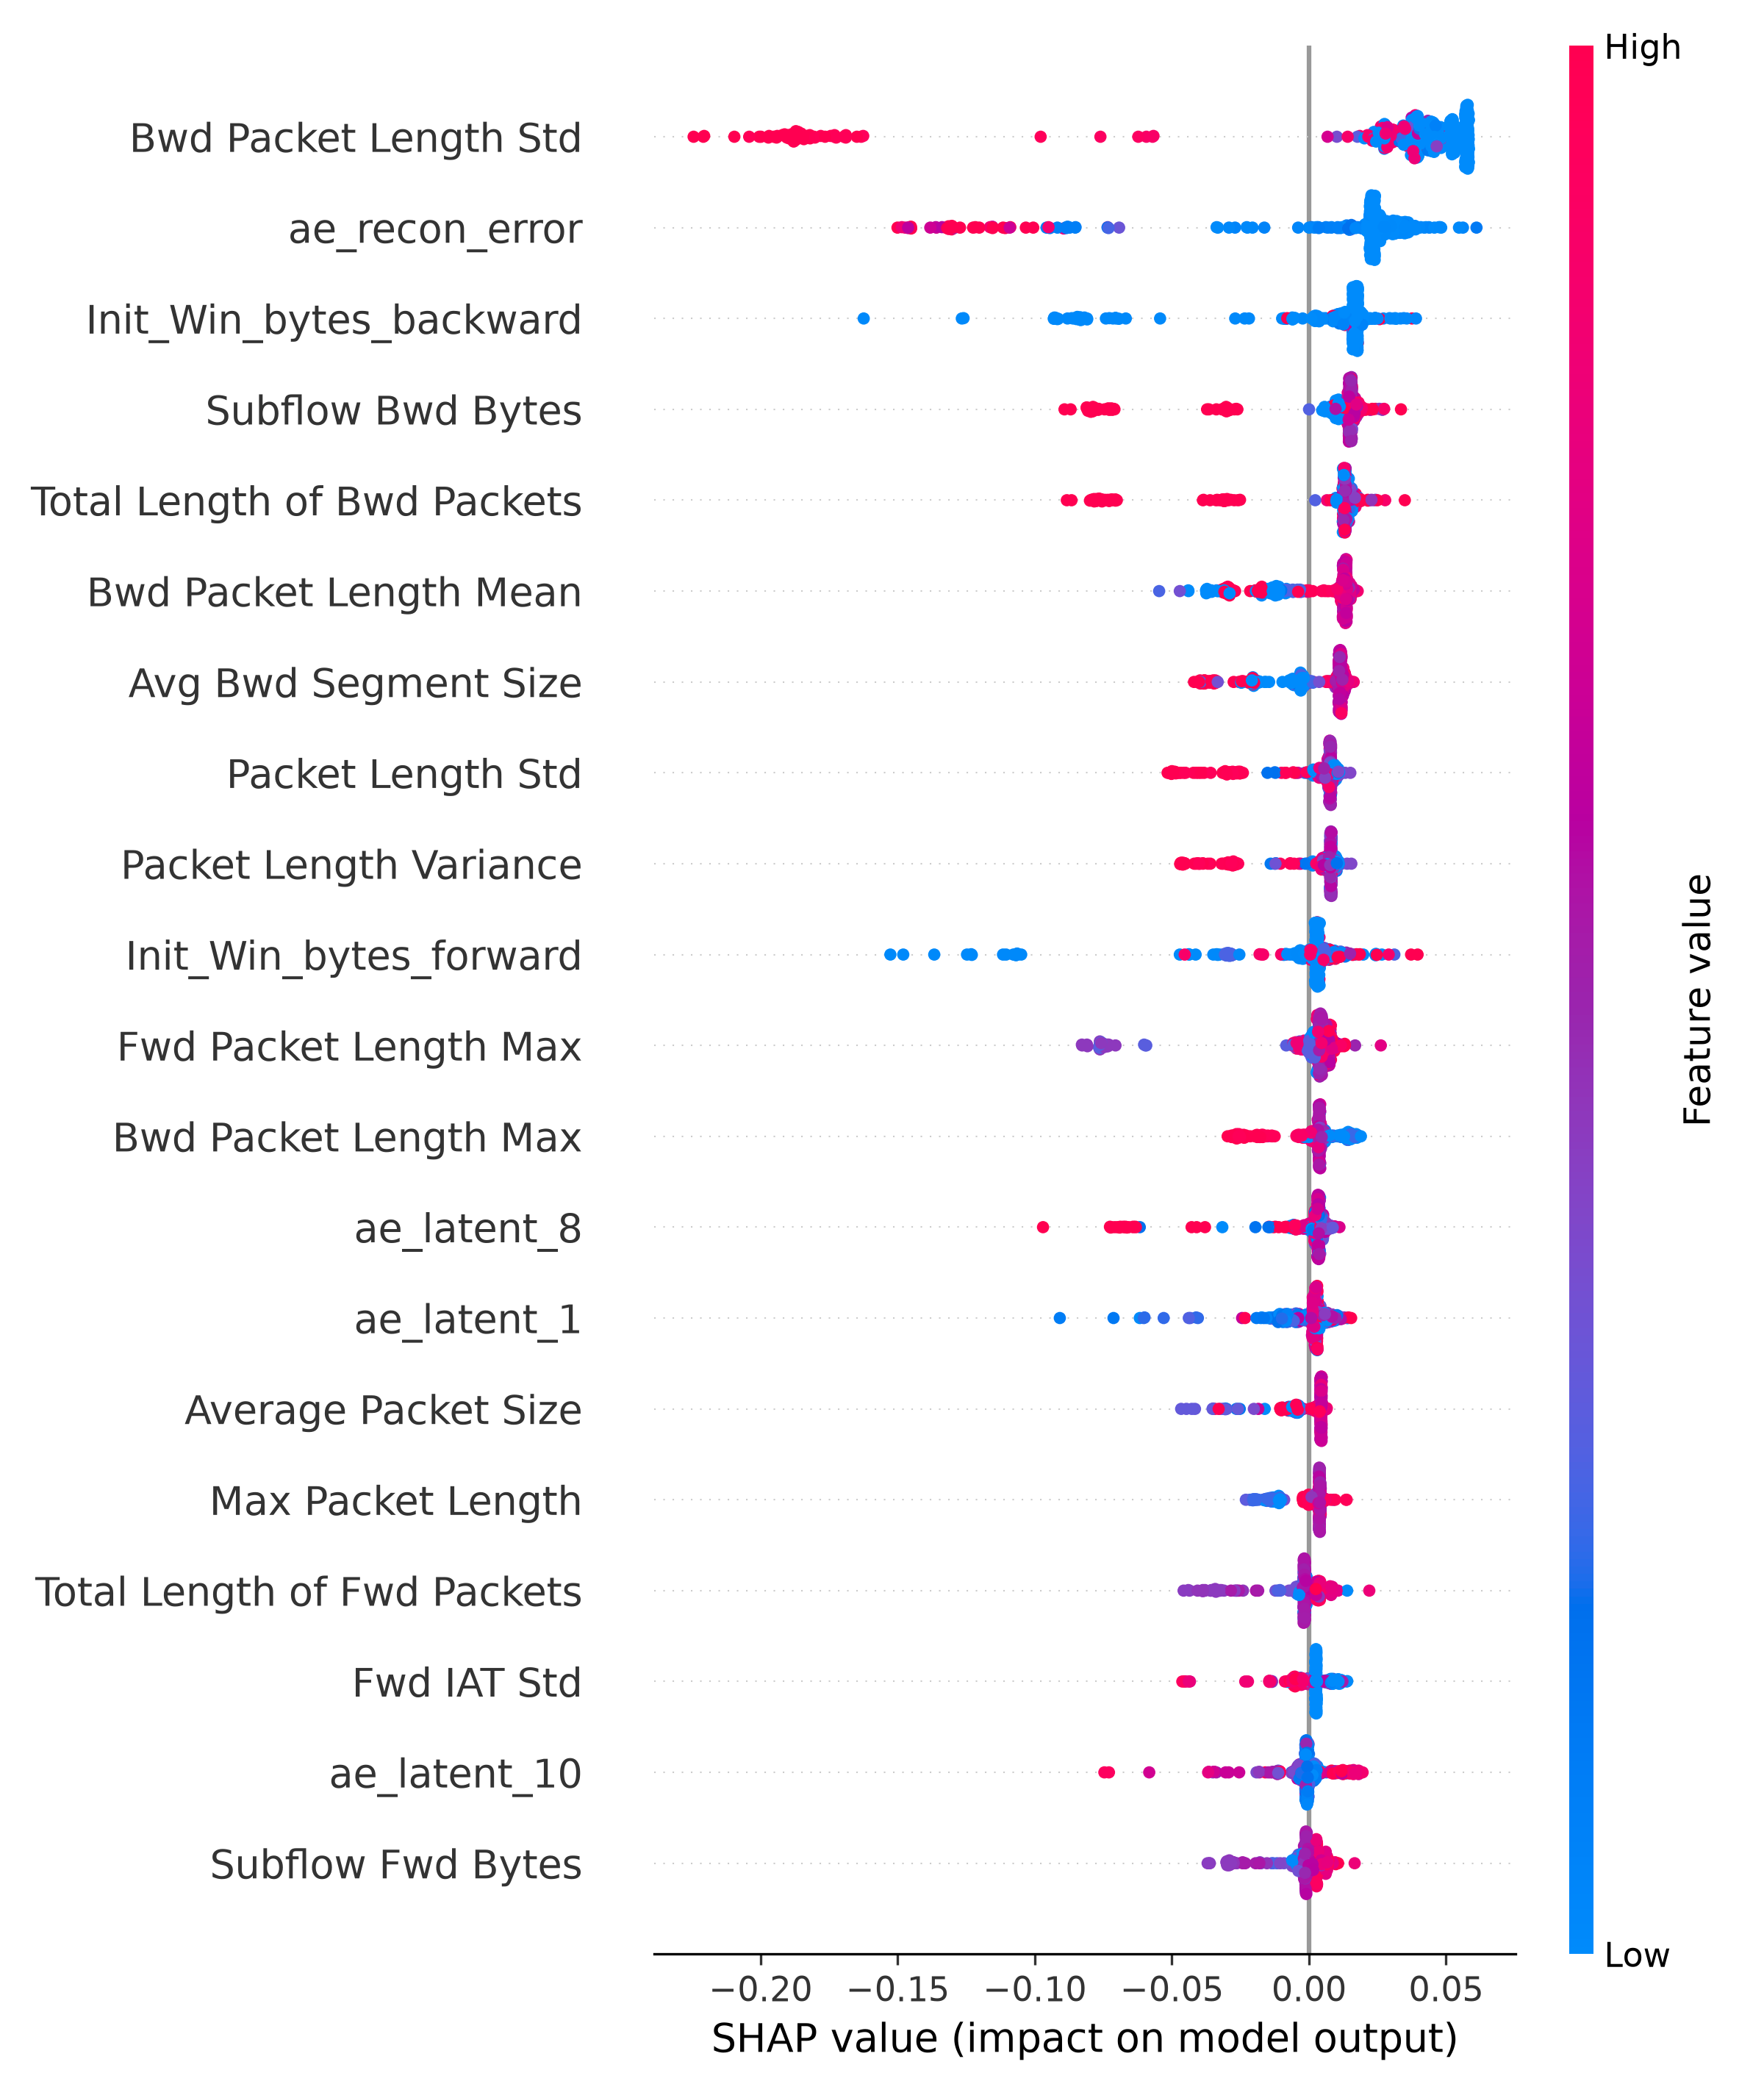 High
Bwd Packet Length Std
ae_recon_error
Init_Win_bytes_backward
Subflow Bwd Bytes
Total Length of Bwd Packets
Bwd Packet Length Mean
Avg Bwd Segment Size
Packet Length Std
Packet Length Variance
Init_Win_bytes_forward
Fwd Packet Length Max
Bwd Packet Length Max
ae_latent_8
ae_latent_1
Average Packet Size
Max Packet Length
Total Length of Fwd Packets
Fwd IAT Std
ae_latent_10
Subflow Fwd Bytes
Feature value
Low
−0.20 −0.15 −0.10 −0.05 0.00 0.05
SHAP value (impact on model output)